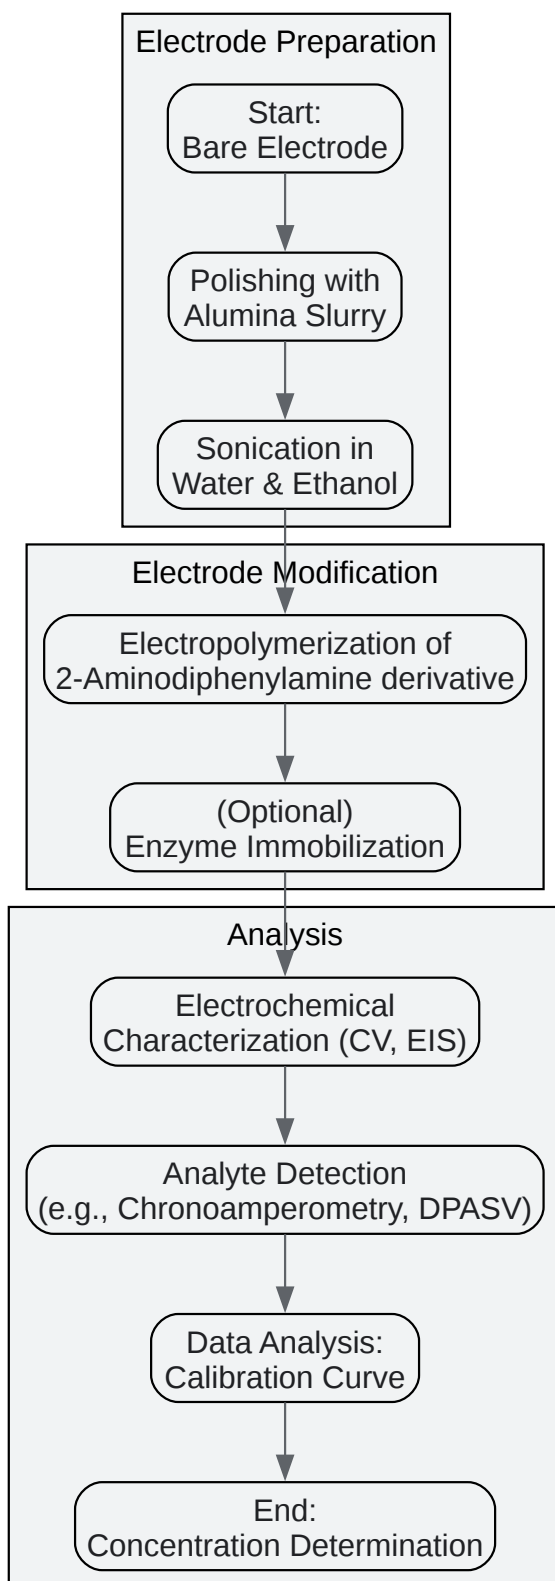 Electrode Preparation
Start:
Bare Electrode
Polishing with
Alumina Slurry
Sonication in
Water & Ethanol
Electrode Modification
Electropolymerization of
2-Aminodiphenylamine derivative
(Optional)
Enzyme Immobilization
Analysis
Electrochemical
Characterization (CV, EIS)
Analyte Detection
(e.g., Chronoamperometry, DPASV)
Data Analysis:
Calibration Curve
End:
Concentration Determination